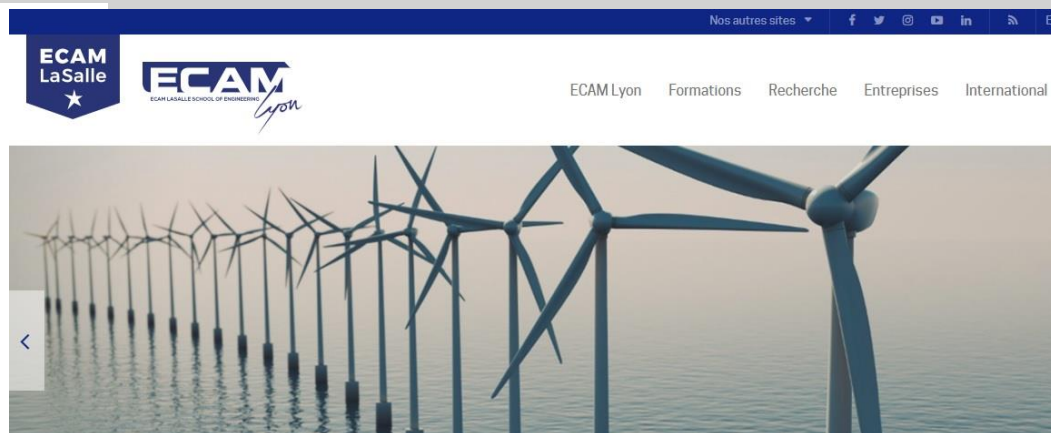 Nos autres sites
ECAM
LaSalle
ECAM
ECAM LASALLE SCHOOL OF ENGINEERING
Lyon
ECAM Lyon Formations Recherche Entreprises International